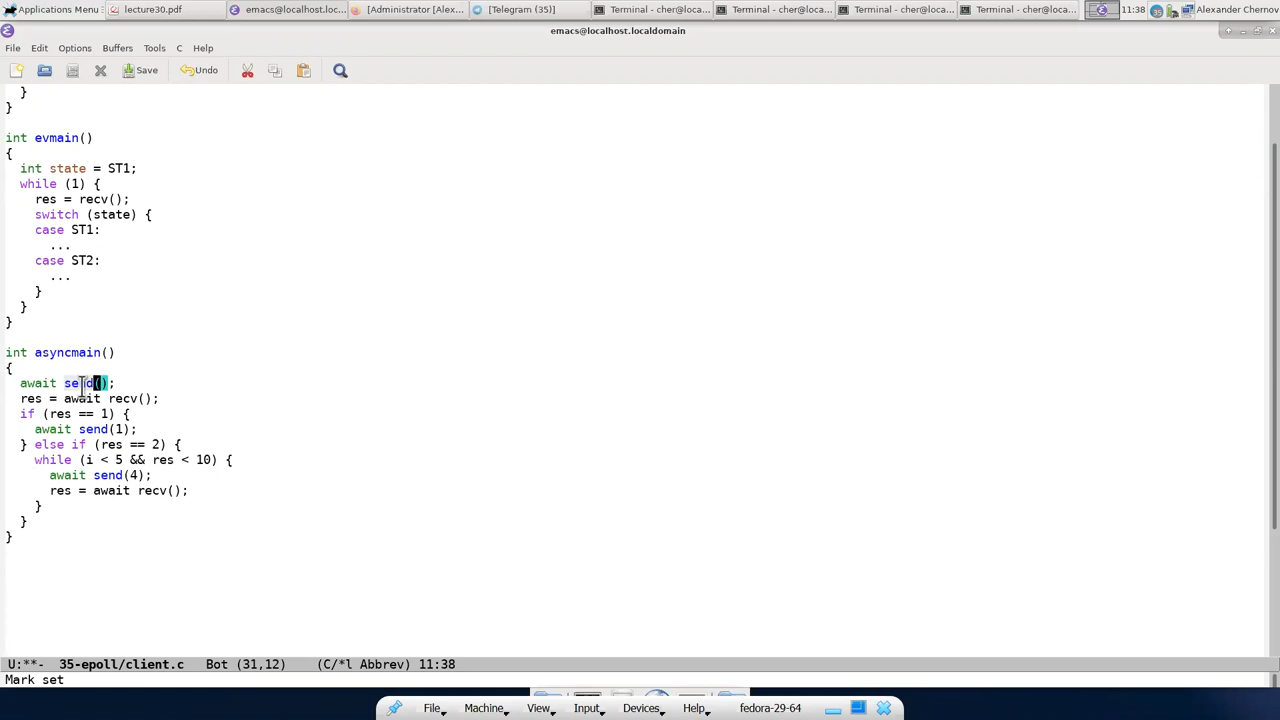 Applications Menu
lecture30.pdf
emacs@localhost.loc...
[Administrator [Alex...
[Telegram (35)]
Terminal - cher@loca...
Terminal - cher@loca...
Terminal - cher@loca...
Terminal - cher@loca...
11:38
35
Alexander Chernov
emacs@localhost.localdomain
File Edit Options Buffers Tools C Help
Save Undo
}
}
int evmain()
{
int state = ST1;
while (1) {
res = recv();
switch (state) {
case ST1:
...
case ST2:
...
}
}
}
int asyncmain()
{
await send();
res = await recv();
if (res == 1) {
await send(1);
} else if (res == 2) {
while (i < 5 && res < 10) {
await send(4);
res = await recv();
}
}
}
U:**- 35-epoll/client.c Bot (31,12) (C/*l Abbrev) 11:38
Mark set
File Machine View Input Devices Help fedora-29-64